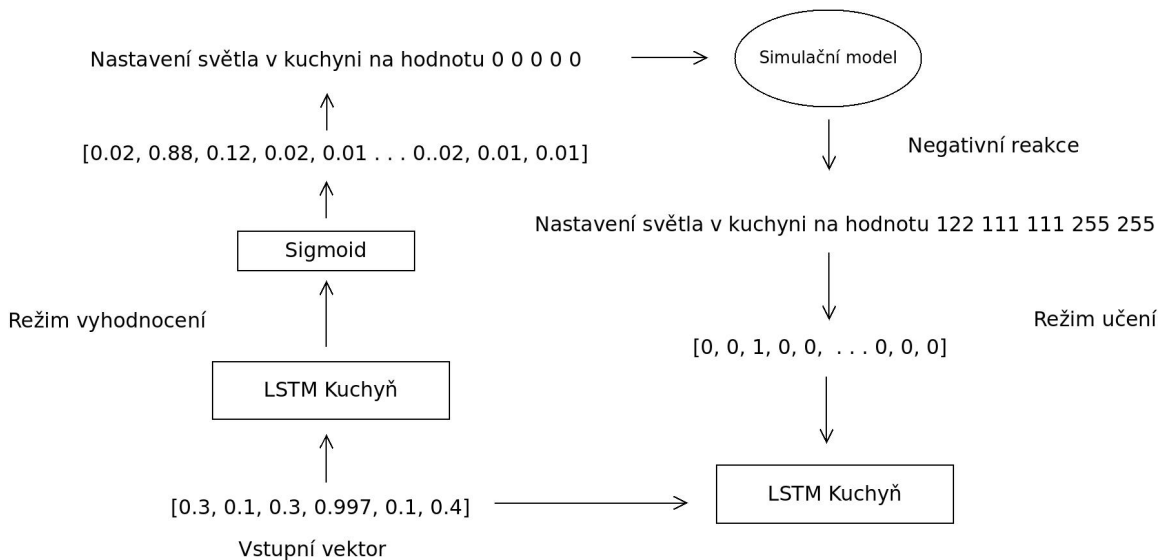 Nastavení světla v kuchyni na hodnotu 0 0 0 0 0
Simulační model
[0.02, 0.88, 0.12, 0.02, 0.01 . . . 0..02, 0.01, 0.01]
Negativní reakce
Nastavení světla v kuchyni na hodnotu 122 111 111 255 255
Sigmoid
Režim vyhodnocení
Režim učení
[0, 0, 1, 0, 0,  . . . 0, 0, 0]
LSTM Kuchyň
LSTM Kuchyň
[0.3, 0.1, 0.3, 0.997, 0.1, 0.4]
Vstupní vektor